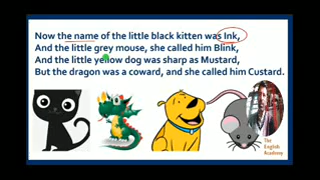 Now the name of the little black kitten was Ink,
And the little grey mouse, she called him Blink,
And the little yellow dog was sharp as Mustard,
But the dragon was a coward, and she called him Custard.
The
English
Academy